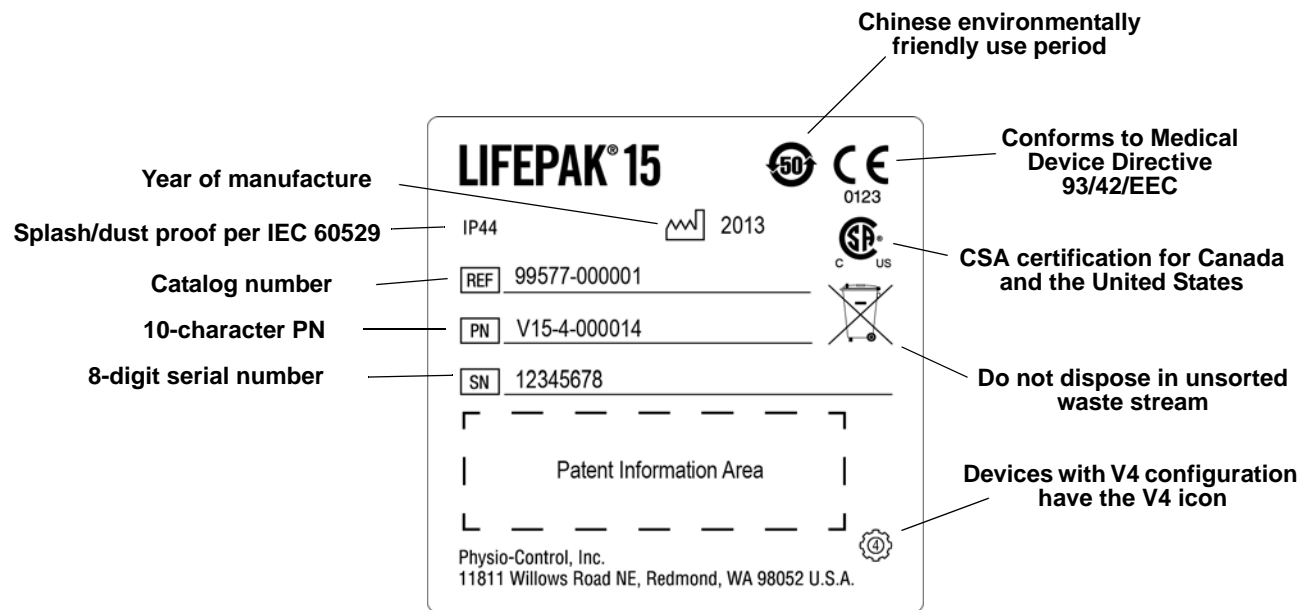 Chinese environmentally
friendly use period
LIFEPAK® 15
50
CE
0123
Conforms to Medical
Device Directive
93/42/EEC
Year of manufacture
2013
Splash/dust proof per IEC 60529
IP44
CSA®
C US
CSA certification for Canada
and the United States
Catalog number
REF 99577-000001
10-character PN
PN V15-4-000014
8-digit serial number
SN 12345678
Do not dispose in unsorted
waste stream
Patent Information Area
Devices with V4 configuration
have the V4 icon
4
Physio-Control, Inc.
11811 Willows Road NE, Redmond, WA 98052 U.S.A.